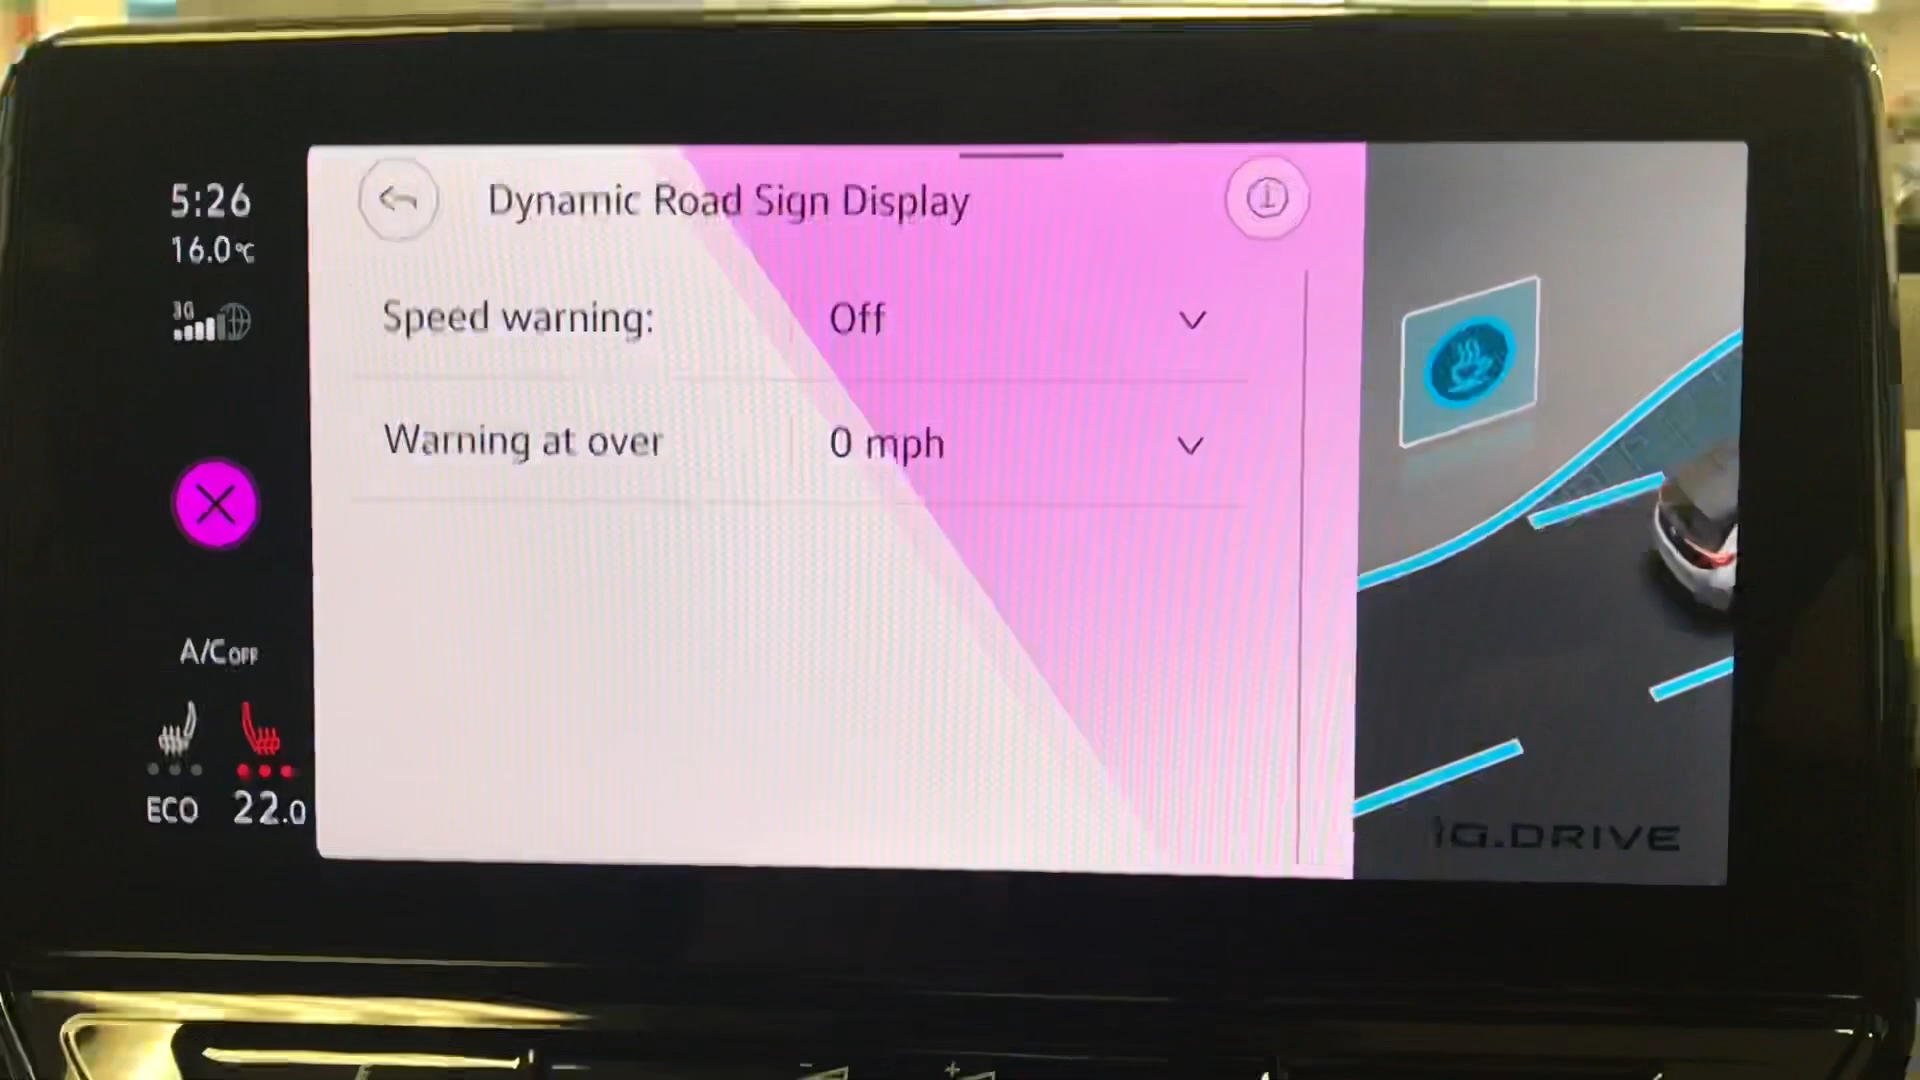 5:26
16.0°C
3G
Dynamic Road Sign Display
Speed warning: Off
Warning at over 0 mph
A/C OFF
ECO 22.0
IQ.DRIVE